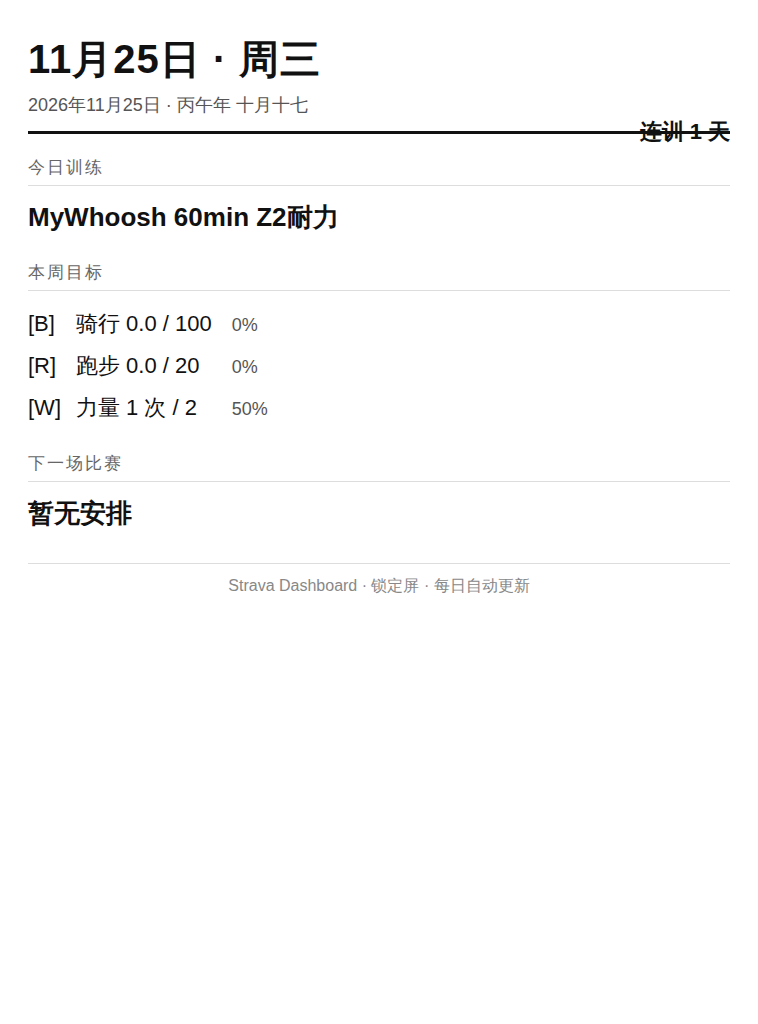 11月25日 · 周三
2026年11月25日 · 丙午年 十月十七
连训 1 天
今日训练
MyWhoosh 60min Z2耐力
本周目标
[B] 骑行 0.0 / 100 0%
[R] 跑步 0.0 / 20 0%
[W] 力量 1 次 / 2 50%
下一场比赛
暂无安排
Strava Dashboard · 锁定屏 · 每日自动更新